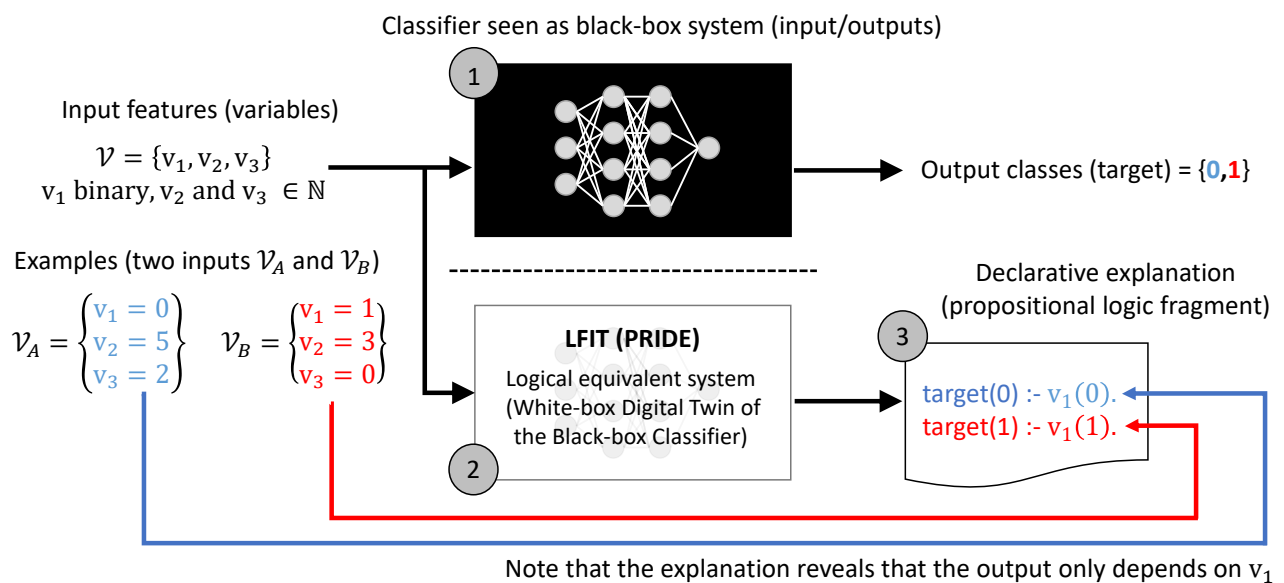 Classifier seen as black-box system (input/outputs)
1
Input features (variables)
𝒱 = {v₁, v₂, v₃}
v₁ binary, v₂ and v₃ ∈ ℕ
Output classes (target) = {0,1}
Examples (two inputs 𝒱_A and 𝒱_B)
𝒱_A = { v₁ = 0
v₂ = 5
v₃ = 2 }
𝒱_B = { v₁ = 1
v₂ = 3
v₃ = 0 }
LFIT (PRIDE)
Logical equivalent system
(White-box Digital Twin of
the Black-box Classifier)
2
Declarative explanation
(propositional logic fragment)
3
target(0) :- v₁(0).
target(1) :- v₁(1).
Note that the explanation reveals that the output only depends on v₁